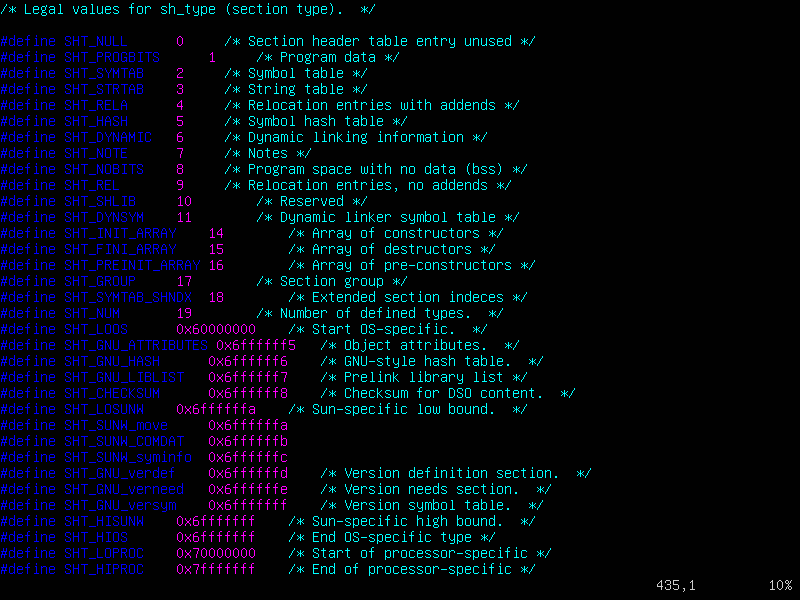 /* Legal values for sh_type (section type).  */
#define SHT_NULL      0     /* Section header table entry unused */
#define SHT_PROGBITS      1     /* Program data */
#define SHT_SYMTAB    2     /* Symbol table */
#define SHT_STRTAB    3     /* String table */
#define SHT_RELA      4     /* Relocation entries with addends */
#define SHT_HASH      5     /* Symbol hash table */
#define SHT_DYNAMIC   6     /* Dynamic linking information */
#define SHT_NOTE      7     /* Notes */
#define SHT_NOBITS    8     /* Program space with no data (bss) */
#define SHT_REL       9     /* Relocation entries, no addends */
#define SHT_SHLIB     10        /* Reserved */
#define SHT_DYNSYM    11        /* Dynamic linker symbol table */
#define SHT_INIT_ARRAY    14        /* Array of constructors */
#define SHT_FINI_ARRAY    15        /* Array of destructors */
#define SHT_PREINIT_ARRAY 16        /* Array of pre-constructors */
#define SHT_GROUP     17        /* Section group */
#define SHT_SYMTAB_SHNDX  18        /* Extended section indeces */
#define SHT_NUM       19        /* Number of defined types.  */
#define SHT_LOOS      0x60000000    /* Start OS-specific.  */
#define SHT_GNU_ATTRIBUTES 0x6ffffff5   /* Object attributes.  */
#define SHT_GNU_HASH      0x6ffffff6    /* GNU-style hash table.  */
#define SHT_GNU_LIBLIST   0x6ffffff7    /* Prelink library list */
#define SHT_CHECKSUM      0x6ffffff8    /* Checksum for DSO content.  */
#define SHT_LOSUNW    0x6ffffffa    /* Sun-specific low bound.  */
#define SHT_SUNW_move     0x6ffffffa
#define SHT_SUNW_COMDAT   0x6ffffffb
#define SHT_SUNW_syminfo  0x6ffffffc
#define SHT_GNU_verdef    0x6ffffffd    /* Version definition section.  */
#define SHT_GNU_verneed   0x6ffffffe    /* Version needs section.  */
#define SHT_GNU_versym    0x6fffffff    /* Version symbol table.  */
#define SHT_HISUNW    0x6fffffff    /* Sun-specific high bound.  */
#define SHT_HIOS      0x6fffffff    /* End OS-specific type */
#define SHT_LOPROC    0x70000000    /* Start of processor-specific */
#define SHT_HIPROC    0x7fffffff    /* End of processor-specific */
435,1         10%